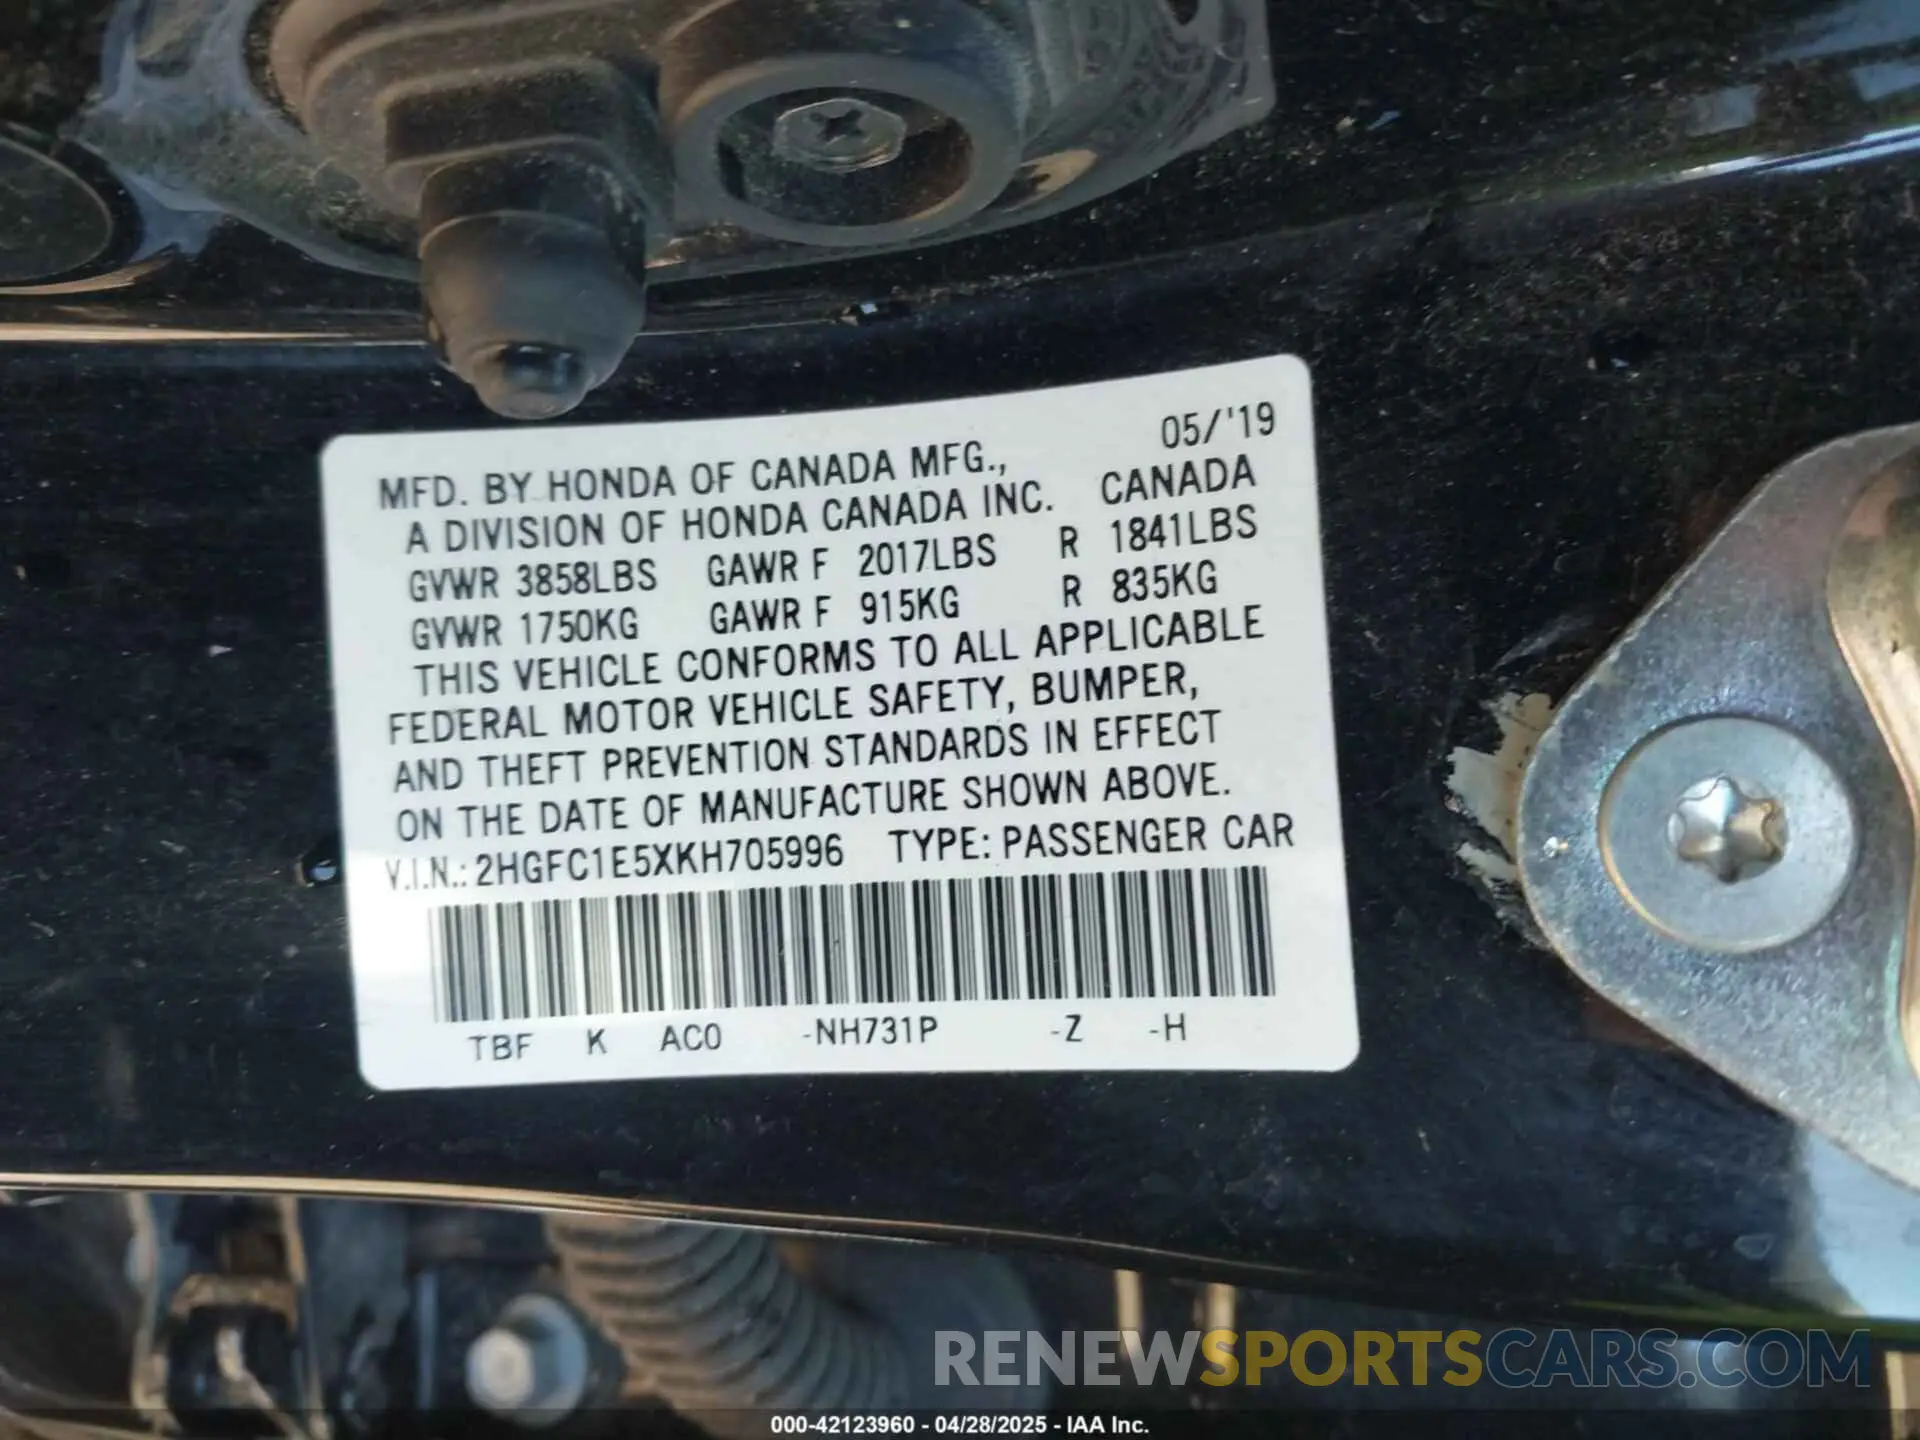 05/'19
MFD. BY HONDA OF CANADA MFG.,
A DIVISION OF HONDA CANADA INC. CANADA
GVWR 3858LBS GAWR F 2017LBS R 1841LBS
GVWR 1750KG GAWR F 915KG R 835KG
THIS VEHICLE CONFORMS TO ALL APPLICABLE
FEDERAL MOTOR VEHICLE SAFETY, BUMPER,
AND THEFT PREVENTION STANDARDS IN EFFECT
ON THE DATE OF MANUFACTURE SHOWN ABOVE.
V.I.N.: 2HGFC1E5XKH705996 TYPE: PASSENGER CAR
TBF K AC0 -NH731P -Z -H
RENEWSPORTSCARS.COM
000-42123960 - 04/28/2025 - IAA Inc.